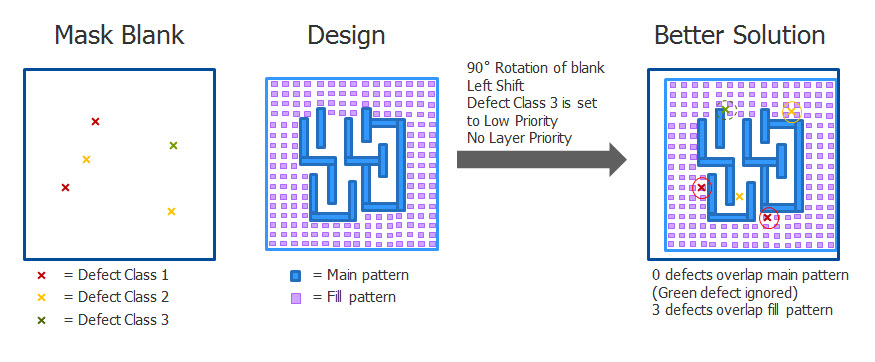 Mask Blank
Design
Better Solution
90° Rotation of blank
Left Shift
Defect Class 3 is set
to Low Priority
No Layer Priority
= Defect Class 1
= Defect Class 2
= Defect Class 3
= Main pattern
= Fill pattern
0 defects overlap main pattern
(Green defect ignored)
3 defects overlap fill pattern